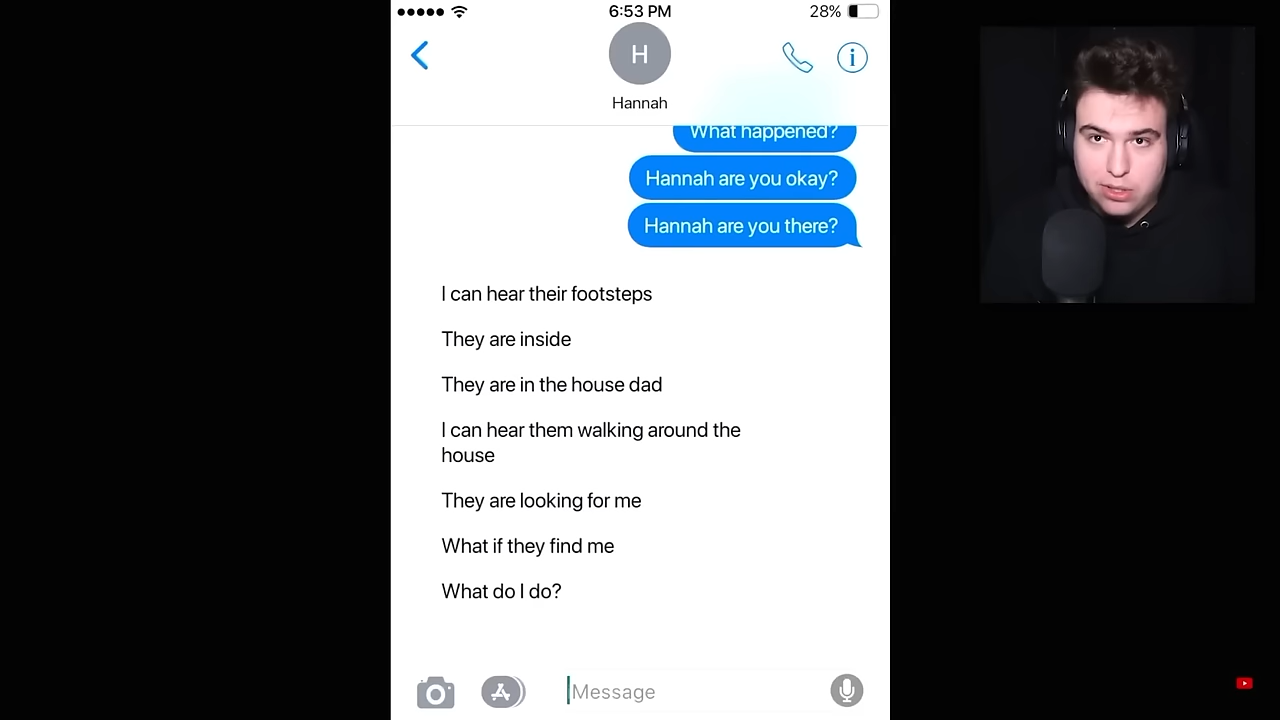 6:53 PM
28%
H
Hannah
What happened?
Hannah are you okay?
Hannah are you there?
I can hear their footsteps
They are inside
They are in the house dad
I can hear them walking around the
house
They are looking for me
What if they find me
What do I do?
Message